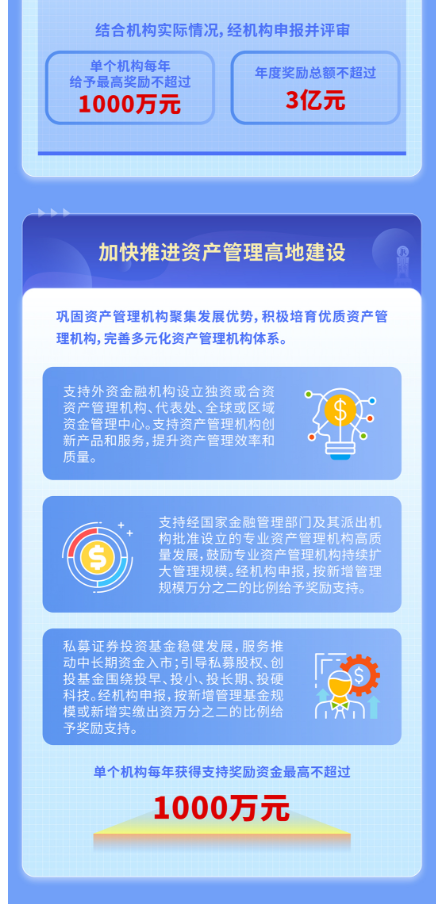 结合机构实际情况,经机构申报并评审
单个机构每年
给予最高奖励不超过
1000万元
年度奖励总额不超过
3亿元
加快推进资产管理高地建设
巩固资产管理机构聚集发展优势,积极培育优质资产管
理机构,完善多元化资产管理机构体系。
支持外资金融机构设立独资或合资
资产管理机构、代表处、全球或区域
资金管理中心。支持资产管理机构创
新产品和服务,提升资产管理效率和
质量。
支持经国家金融管理部门及其派出机
构批准设立的专业资产管理机构高质
量发展,鼓励专业资产管理机构持续扩
大管理规模。经机构申报,按新增管理
规模万分之二的比例给予奖励支持。
私募证券投资基金稳健发展,服务推
动中长期资金入市;引导私募股权、创
投基金围绕投早、投小、投长期、投硬
科技。经机构申报,按新增管理基金规
模或新增实缴出资万分之二的比例给
予奖励支持。
单个机构每年获得支持奖励资金最高不超过
1000万元